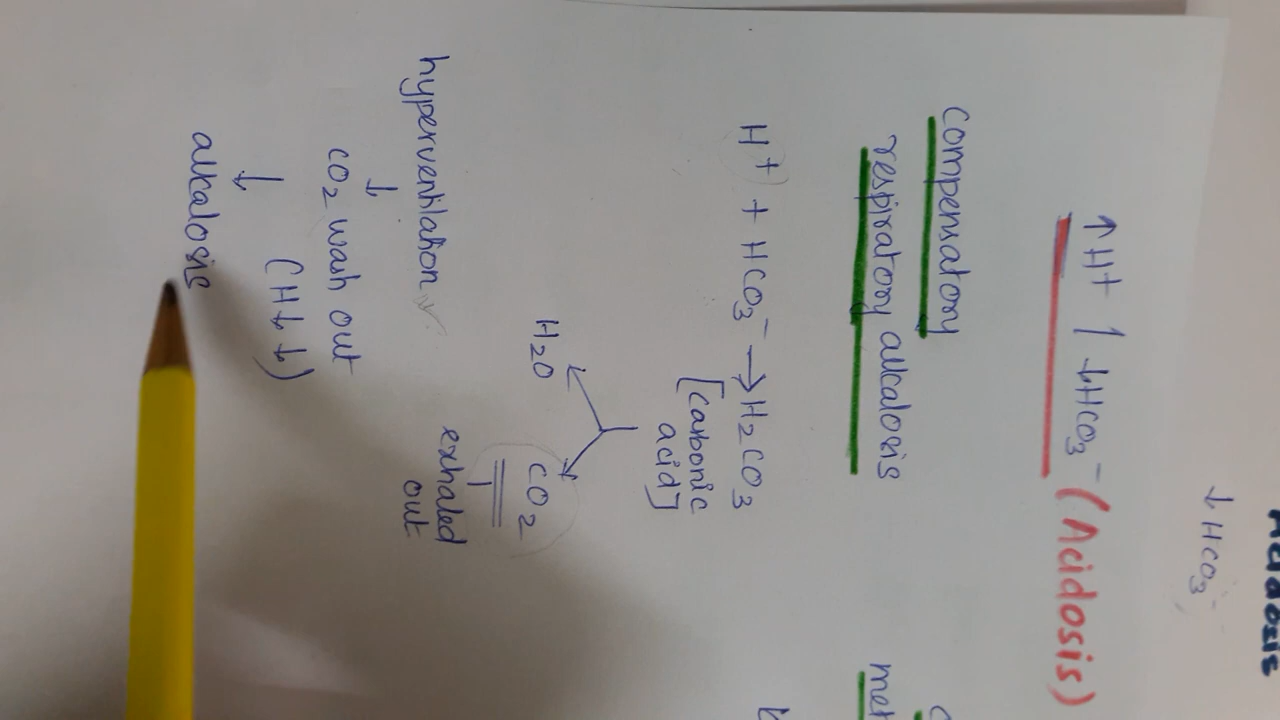 Acidosis
↓ HCO3-
↑ H+ / ↓HCO3- (Acidosis)
Compensatory
respiratory alkalosis
H+ + HCO3- → H2CO3
[carbonic
acid]
H2O CO2
exhaled
out
hyperventilation
↓
CO2 wash out
↓ (H↓↓)
alkalosis